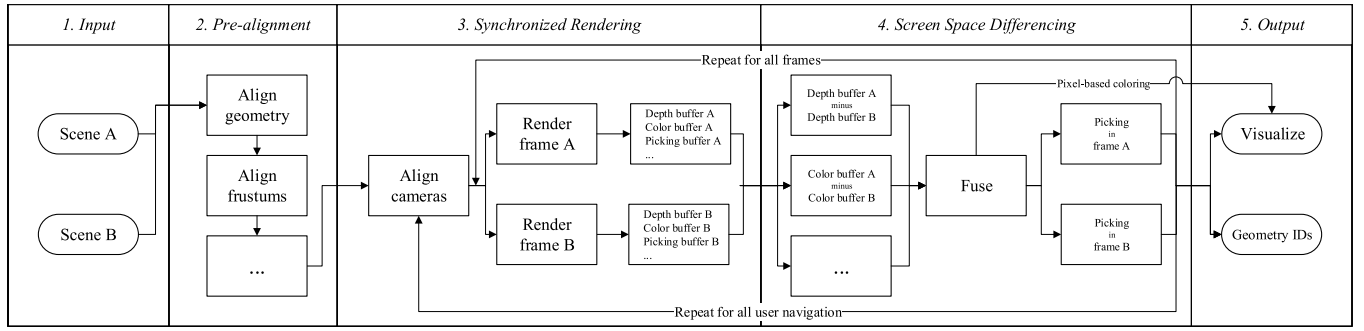 1. Input
2. Pre-alignment
3. Synchronized Rendering
4. Screen Space Differencing
5. Output
Scene A
Scene B
Align
geometry
Align
frustums
...
Repeat for all frames
Align
cameras
Render
frame A
Render
frame B
Depth buffer A
Color buffer A
Picking buffer A
...
Depth buffer B
Color buffer B
Picking buffer B
...
Repeat for all user navigation
Depth buffer A
minus
Depth buffer B
Color buffer A
minus
Color buffer B
...
Fuse
Pixel-based coloring
Picking
in
frame A
Picking
in
frame B
Visualize
Geometry IDs